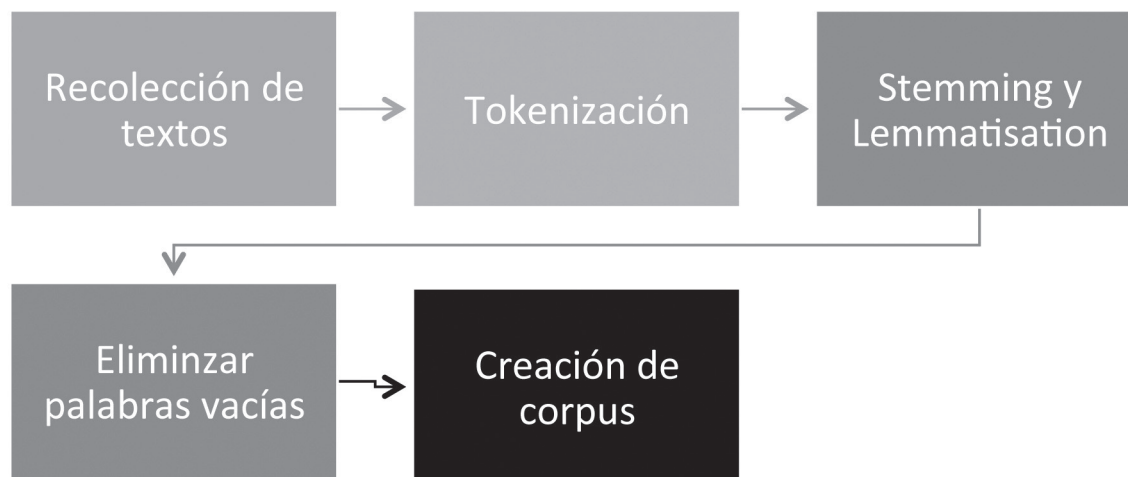 Recolección de
textos
Tokenización
Stemming y
Lemmatisation
Eliminzar
palabras vacías
Creación de
corpus